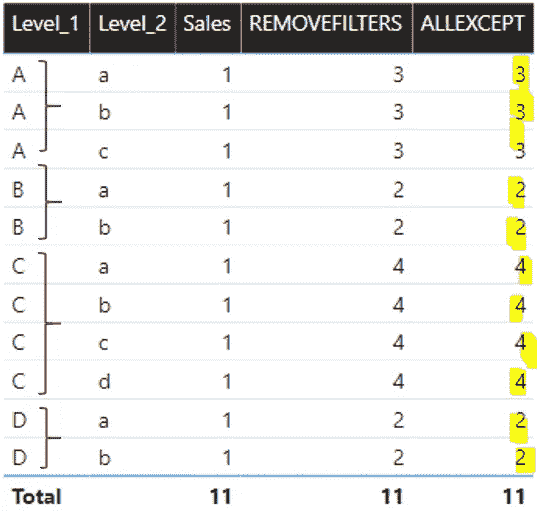 Level_1 Level_2 Sales REMOVEFILTERS ALLEXCEPT
A a 1 3 3
A b 1 3 3
A c 1 3 3
B a 1 2 2
B b 1 2 2
C a 1 4 4
C b 1 4 4
C c 1 4 4
C d 1 4 4
D a 1 2 2
D b 1 2 2
Total 11 11 11